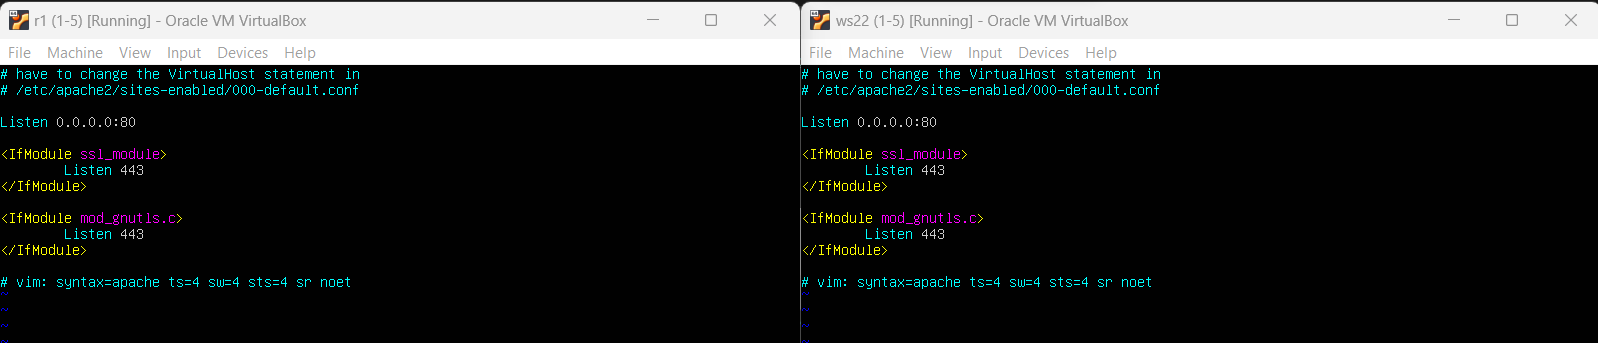 r1 (1-5) [Running] - Oracle VM VirtualBox
File Machine View Input Devices Help
# have to change the VirtualHost statement in
# /etc/apache2/sites-enabled/000-default.conf
Listen 0.0.0.0:80
<IfModule ssl_module>
Listen 443
</IfModule>
<IfModule mod_gnutls.c>
Listen 443
</IfModule>
# vim: syntax=apache ts=4 sw=4 sts=4 sr noet
~
~
~
~
ws22 (1-5) [Running] - Oracle VM VirtualBox
File Machine View Input Devices Help
# have to change the VirtualHost statement in
# /etc/apache2/sites-enabled/000-default.conf
Listen 0.0.0.0:80
<IfModule ssl_module>
Listen 443
</IfModule>
<IfModule mod_gnutls.c>
Listen 443
</IfModule>
# vim: syntax=apache ts=4 sw=4 sts=4 sr noet
~
~
~
~